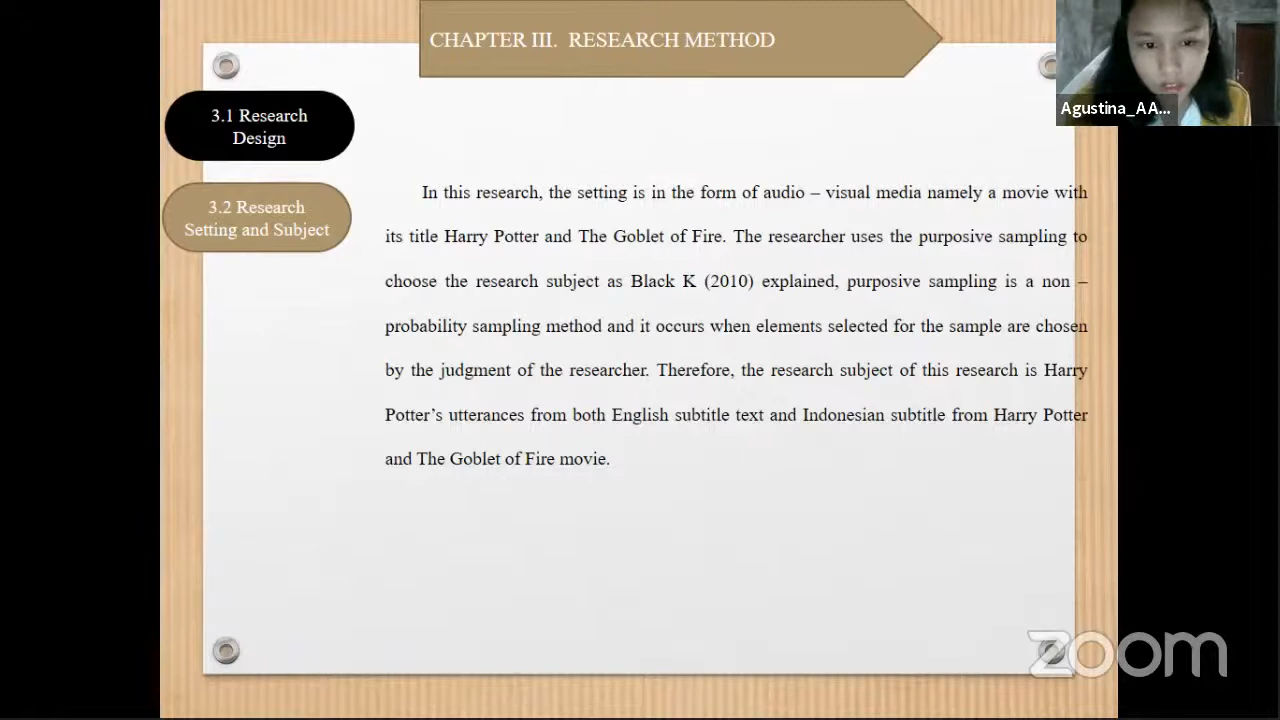 CHAPTER III. RESEARCH METHOD
Agustina_AA...
3.1 Research
Design
3.2 Research
Setting and Subject
In this research, the setting is in the form of audio – visual media namely a movie with
its title Harry Potter and The Goblet of Fire. The researcher uses the purposive sampling to
choose the research subject as Black K (2010) explained, purposive sampling is a non –
probability sampling method and it occurs when elements selected for the sample are chosen
by the judgment of the researcher. Therefore, the research subject of this research is Harry
Potter’s utterances from both English subtitle text and Indonesian subtitle from Harry Potter
and The Goblet of Fire movie.
zoom